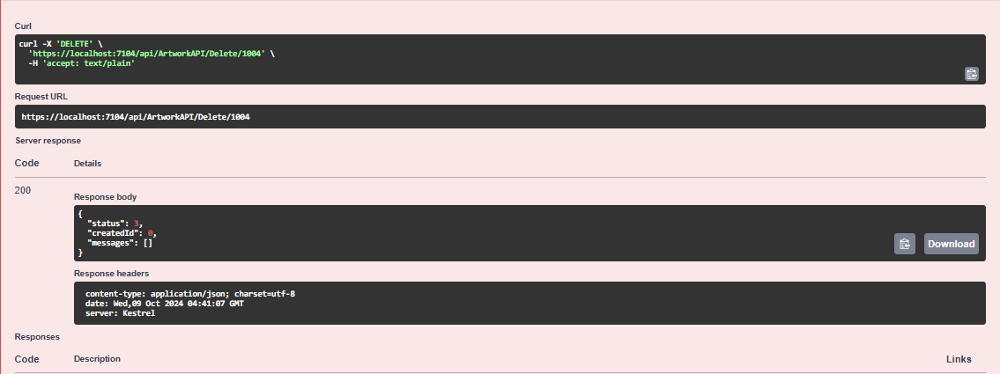 Curl
curl -X 'DELETE' \
  'https://localhost:7104/api/ArtworkAPI/Delete/1004' \
  -H 'accept: text/plain'
Request URL
https://localhost:7104/api/ArtworkAPI/Delete/1004
Server response
Code Details
200
Response body
{
  "status": 3,
  "createdId": 0,
  "messages": []
}
Download
Response headers
content-type: application/json; charset=utf-8
date: Wed,09 Oct 2024 04:41:07 GMT
server: Kestrel
Responses
Code Description Links